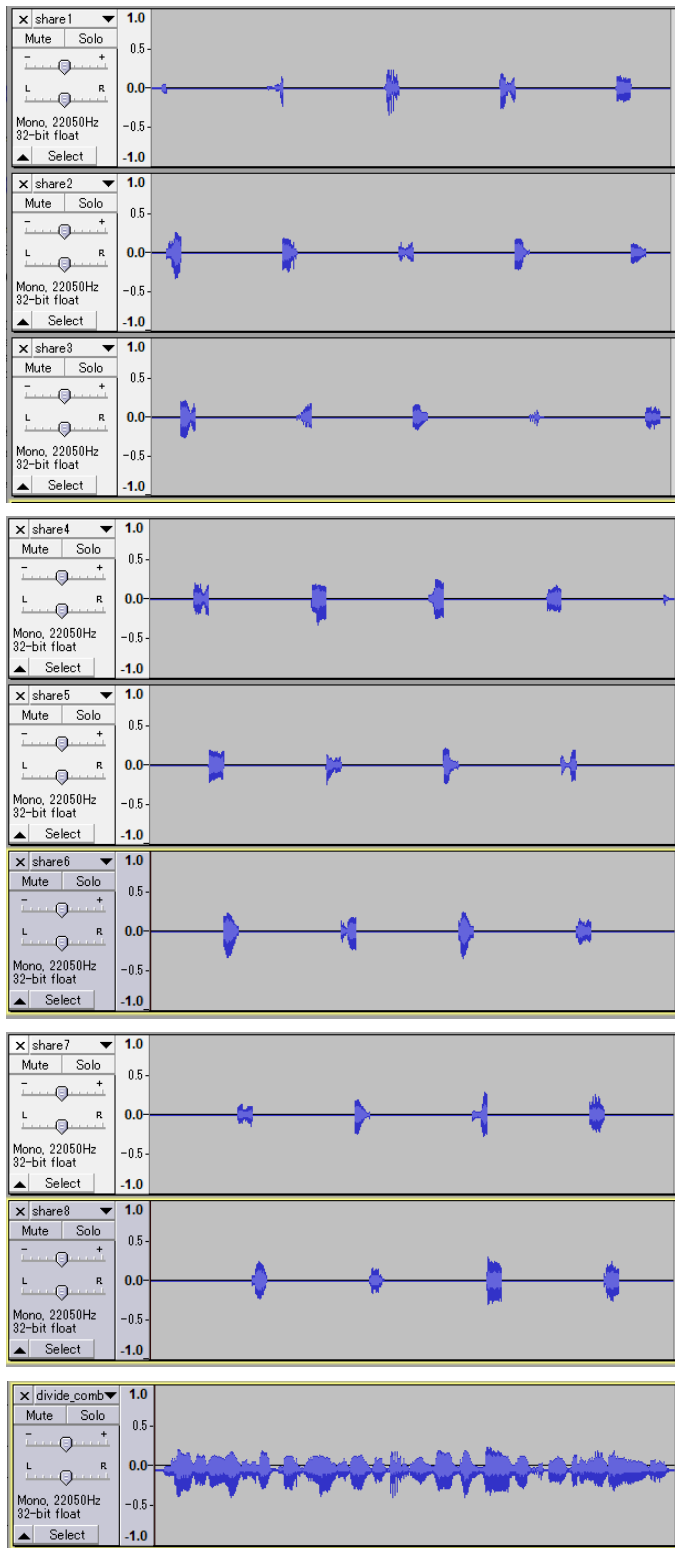 × share1 ▼ 1.0
Mute Solo 0.5-
- +
L R 0.0-
Mono, 22050Hz
32-bit float -0.5-
▲ Select -1.0
× share2 ▼ 1.0
Mute Solo 0.5-
- +
L R 0.0-
Mono, 22050Hz
32-bit float -0.5-
▲ Select -1.0
× share3 ▼ 1.0
Mute Solo 0.5-
- +
L R 0.0-
Mono, 22050Hz
32-bit float -0.5-
▲ Select -1.0
× share4 ▼ 1.0
Mute Solo 0.5-
- +
L R 0.0-
Mono, 22050Hz
32-bit float -0.5-
▲ Select -1.0
× share5 ▼ 1.0
Mute Solo 0.5-
- +
L R 0.0-
Mono, 22050Hz
32-bit float -0.5-
▲ Select -1.0
× share6 ▼ 1.0
Mute Solo 0.5-
- +
L R 0.0-
Mono, 22050Hz
32-bit float -0.5-
▲ Select -1.0
× share7 ▼ 1.0
Mute Solo 0.5-
- +
L R 0.0-
Mono, 22050Hz
32-bit float -0.5-
▲ Select -1.0
× share8 ▼ 1.0
Mute Solo 0.5-
- +
L R 0.0-
Mono, 22050Hz
32-bit float -0.5-
▲ Select -1.0
× divide_comb▼ 1.0
Mute Solo 0.5-
- +
L R 0.0-
Mono, 22050Hz
32-bit float -0.5-
▲ Select -1.0